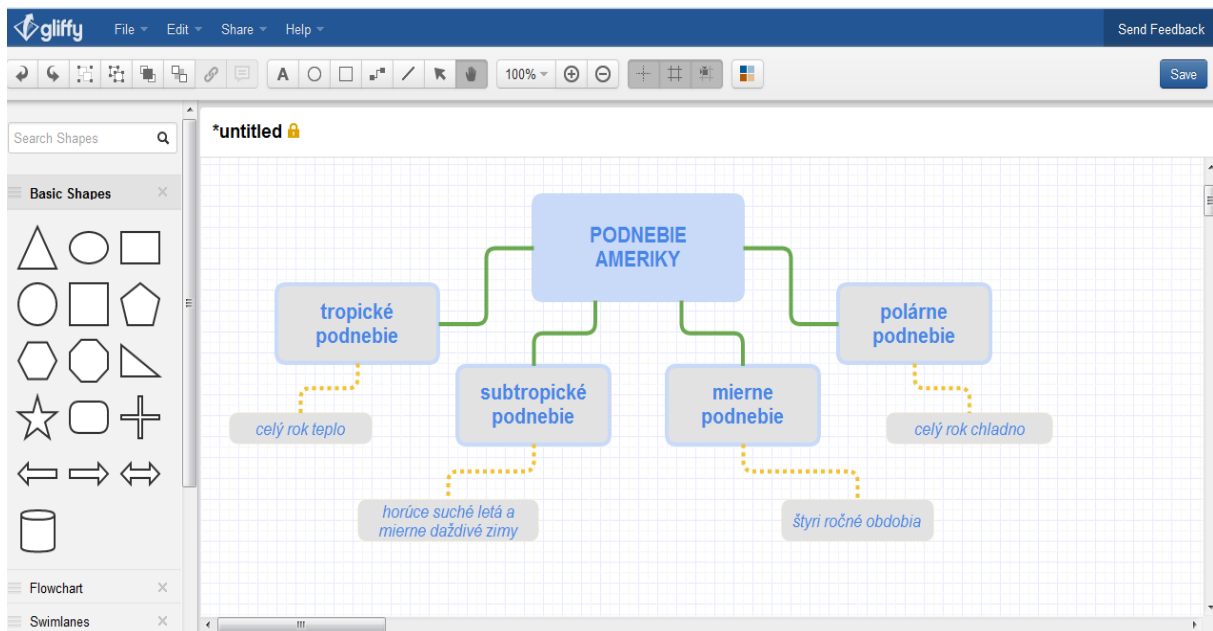 gliffy File Edit Share Help Send Feedback
A 100% Save
Search Shapes
*untitled
Basic Shapes
PODNEBIE
AMERIKY
tropické
podnebie
polárne
podnebie
subtropické
podnebie
mierne
podnebie
celý rok teplo
celý rok chladno
horúce suché letá a
mierne daždivé zimy
štyri ročné obdobia
Flowchart
Swimlanes